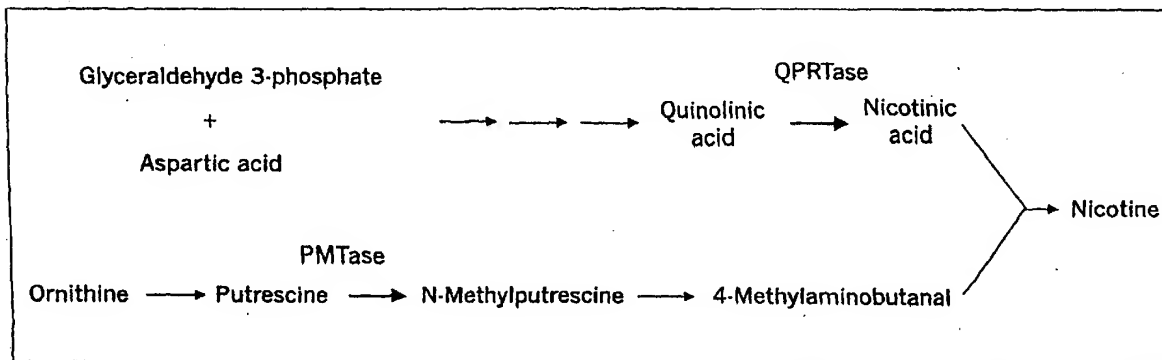 Glyceraldehyde 3-phosphate
+
Aspartic acid
QPRTase
Quinolinic
acid
Nicotinic
acid
Nicotine
PMTase
Ornithine
Putrescine
N-Methylputrescine
4-Methylaminobutanal